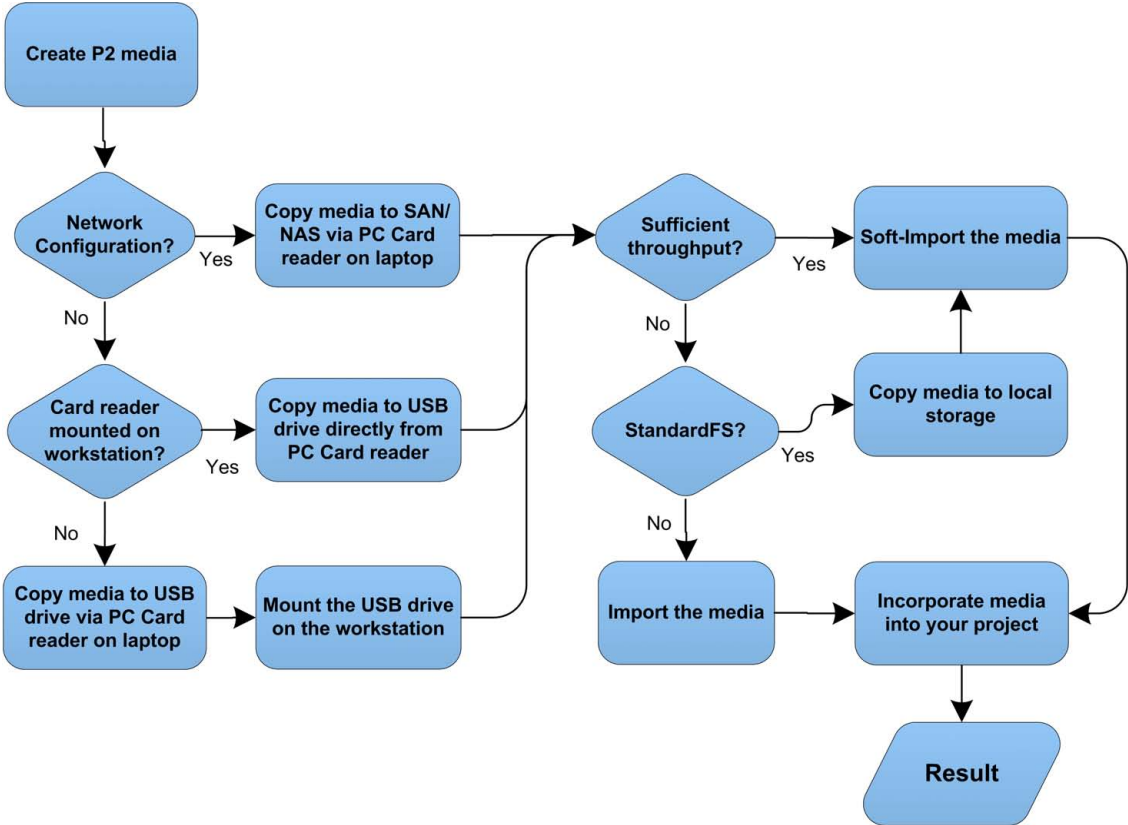 Create P2 media
Network
Configuration?
Yes
Copy media to SAN/
NAS via PC Card
reader on laptop
No
Card reader
mounted on
workstation?
Yes
Copy media to USB
drive directly from
PC Card reader
No
Copy media to USB
drive via PC Card
reader on laptop
Mount the USB drive
on the workstation
Sufficient
throughput?
Yes
Soft-Import the media
No
StandardFS?
Yes
Copy media to local
storage
No
Import the media
Incorporate media
into your project
Result